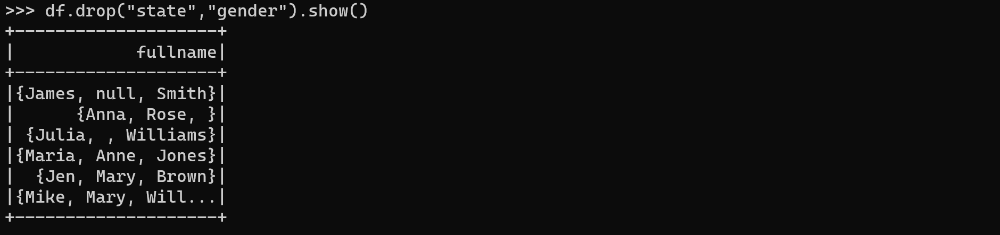 >>> df.drop("state","gender").show()
+--------------------+
|            fullname|
+--------------------+
|{James, null, Smith}|
|      {Anna, Rose, }|
| {Julia, , Williams}|
|{Maria, Anne, Jones}|
|  {Jen, Mary, Brown}|
|{Mike, Mary, Will...|
+--------------------+